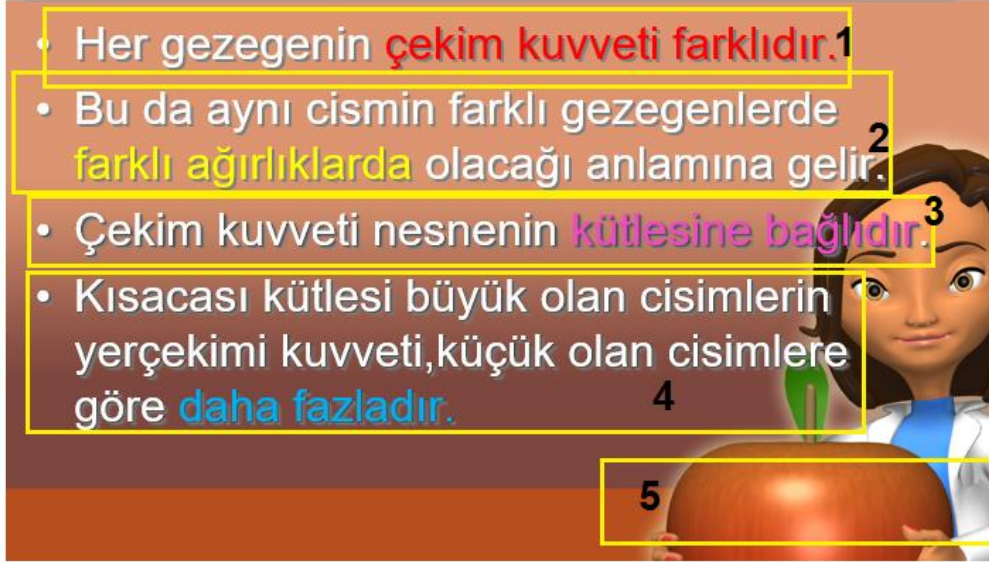 • Her gezegenin çekim kuvveti farklıdır. 1
• Bu da aynı cismin farklı gezegenlerde
farklı ağırlıklarda olacağı anlamına gelir. 2
• Çekim kuvveti nesnenin kütlesine bağlıdır. 3
• Kısacası kütlesi büyük olan cisimlerin
yerçekimi kuvveti,küçük olan cisimlere
göre daha fazladır. 4
5